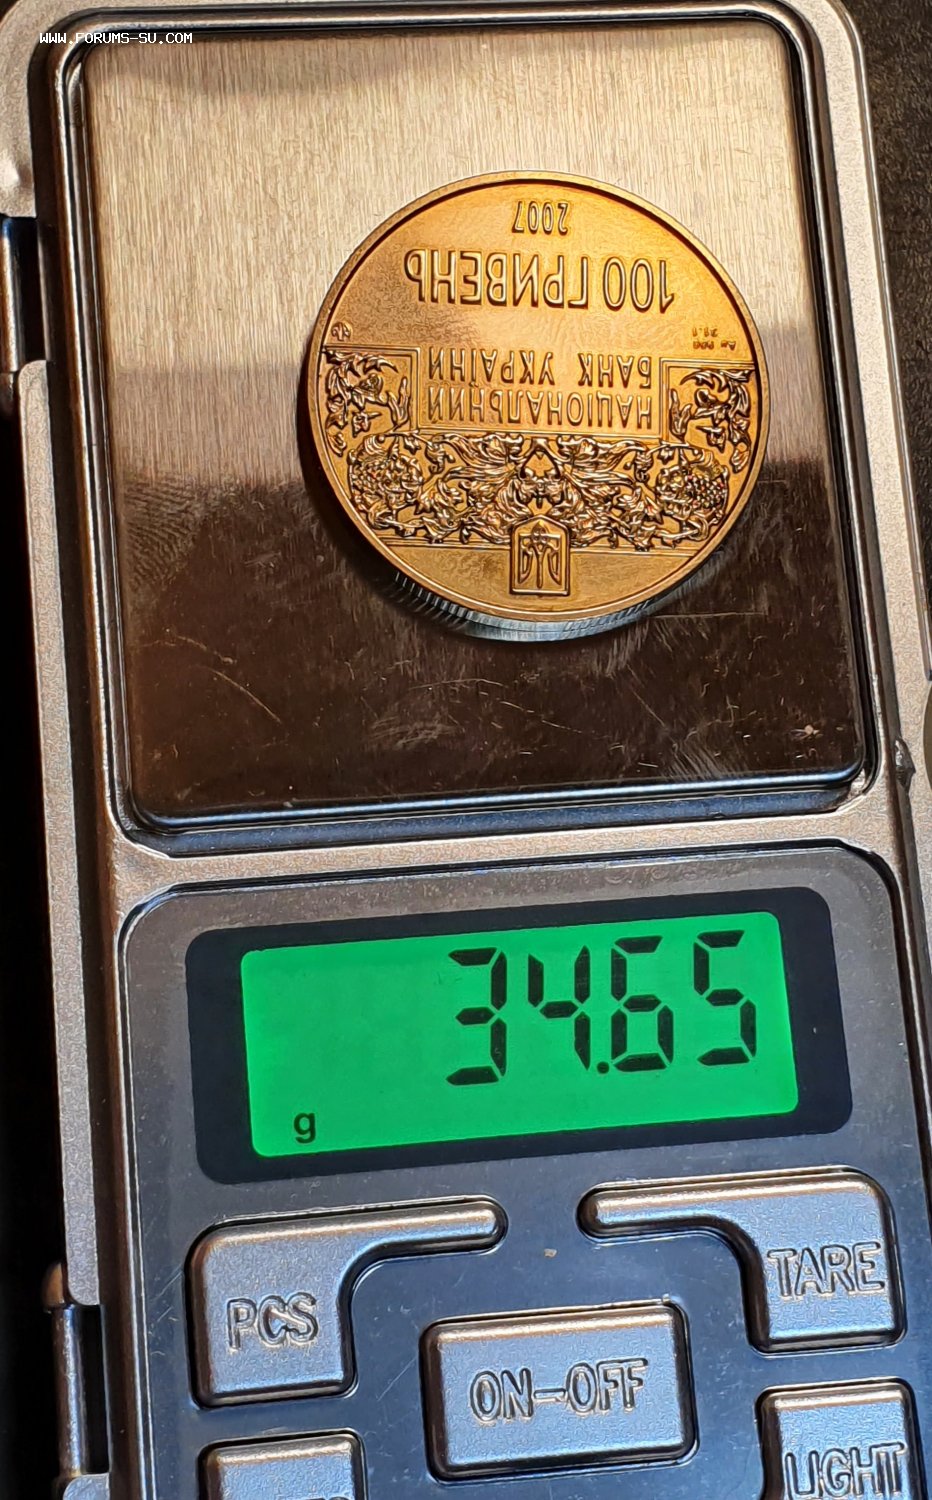 WWW.FORUMS-SU.COM
НАЦІОНАЛЬНИЙ
БАНК УКРАЇНИ
100 ГРИВЕНЬ
2007
34.65
g
PCS
TARE
ON-OFF
LIGHT